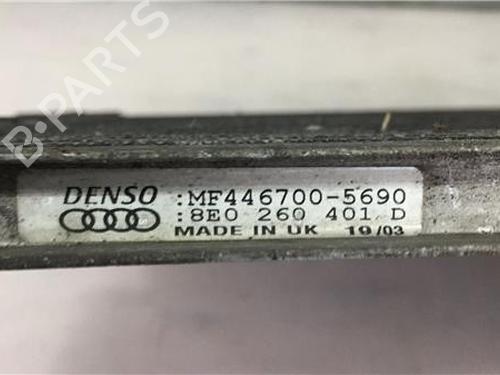 B-PARTS
DENSO :MF446700-5690
:8E0 260 401 D
MADE IN UK 19/03